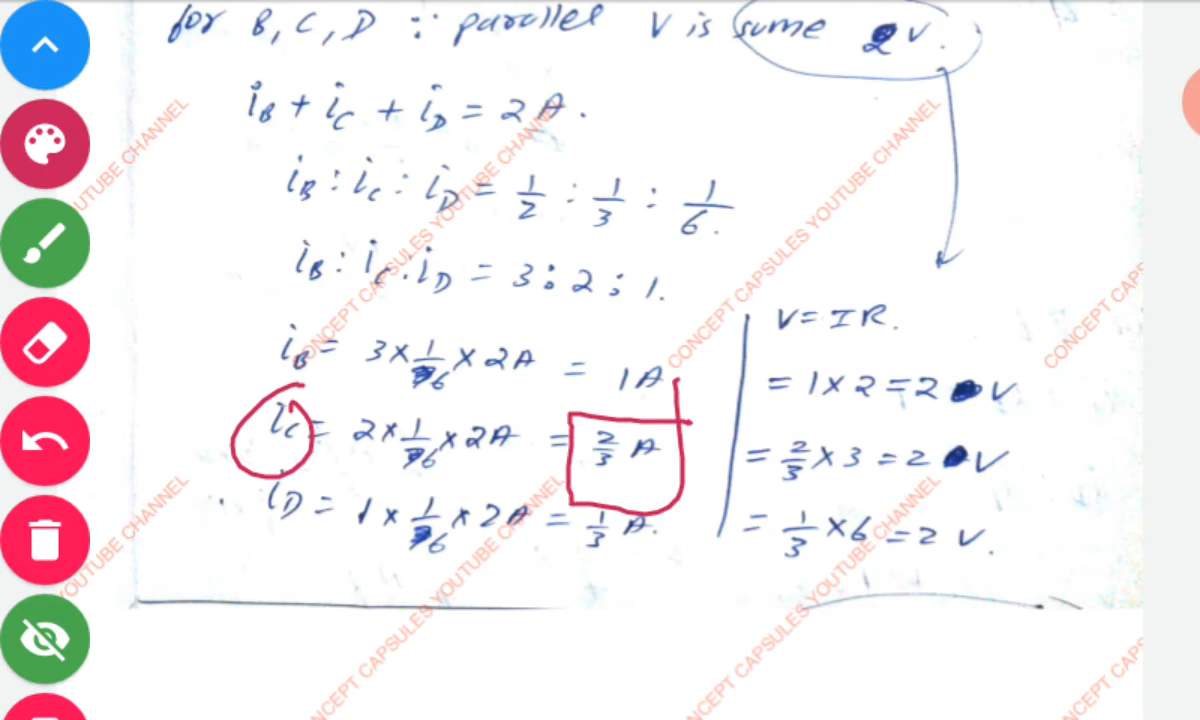 for B, C, D ∵ parallel V is same 2V.
iB + iC + iD = 2A.
iB : iC : iD = 1/2 : 1/3 : 1/6.
iB : iC : iD = 3 : 2 : 1.
iB = 3 × 1/6 × 2A = 1A
iC = 2 × 1/6 × 2A = 2/3 A
iD = 1 × 1/6 × 2A = 1/3 A.
V = IR.
= 1 × 2 = 2 V
= 2/3 × 3 = 2 V
= 1/3 × 6 = 2 V.
CONCEPT CAPSULES YOUTUBE CHANNEL